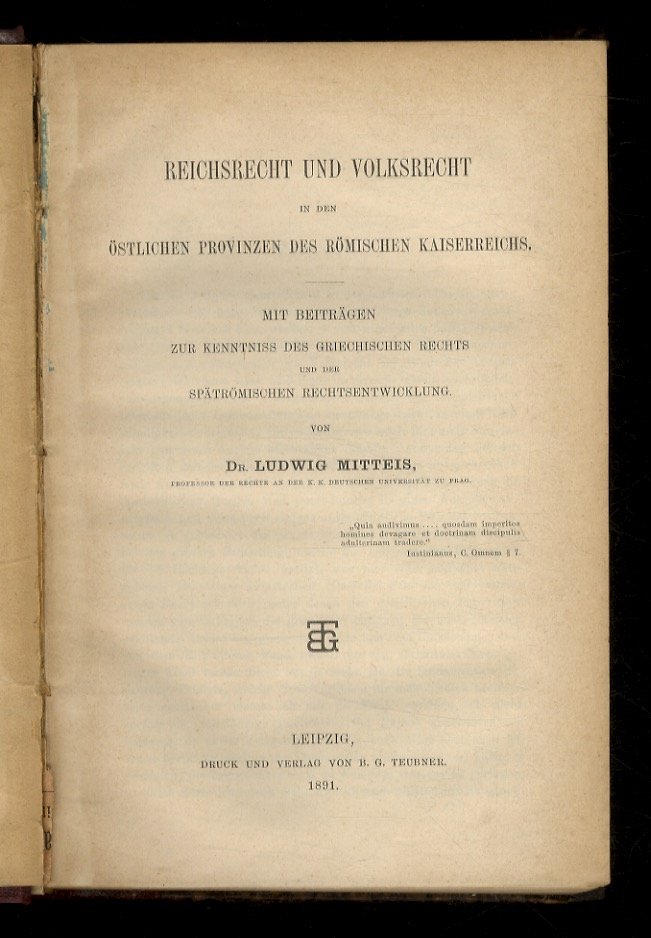 REICHSRECHT UND VOLKSRECHT
IN DEN
ÖSTLICHEN PROVINZEN DES RÖMISCHEN KAISERREICHS.
MIT BEITRÄGEN
ZUR KENNTNISS DES GRIECHISCHEN RECHTS
UND DER
SPÄTRÖMISCHEN RECHTSENTWICKLUNG.
VON
DR. LUDWIG MITTEIS,
PROFESSOR DER RECHTE AN DER K. K. DEUTSCHEN UNIVERSITÄT ZU PRAG.
„Quia audivimus .... quosdam imperitos
homines devagare et doctrinam discipulis
adulterinam tradere.“
Iustinianus, C. Omnem § 7.
BTG
LEIPZIG,
DRUCK UND VERLAG VON B. G. TEUBNER.
1891.